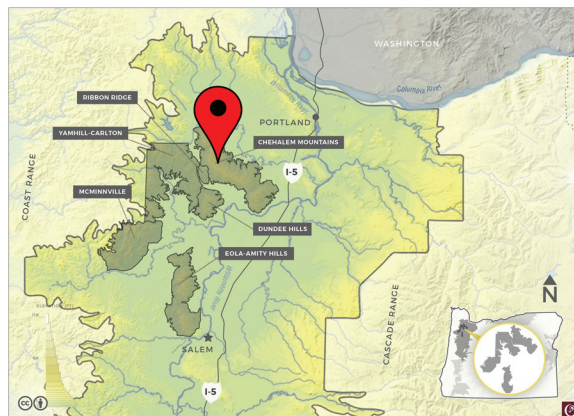 WASHINGTON
Columbia River
RIBBON RIDGE
PORTLAND
YAMHILL-CARLTON
CHEHALEM MOUNTAINS
I-5
COAST RANGE
MCMINNVILLE
DUNDEE HILLS
EOLA-AMITY HILLS
N
CASCADE RANGE
SALEM
I-5
cc